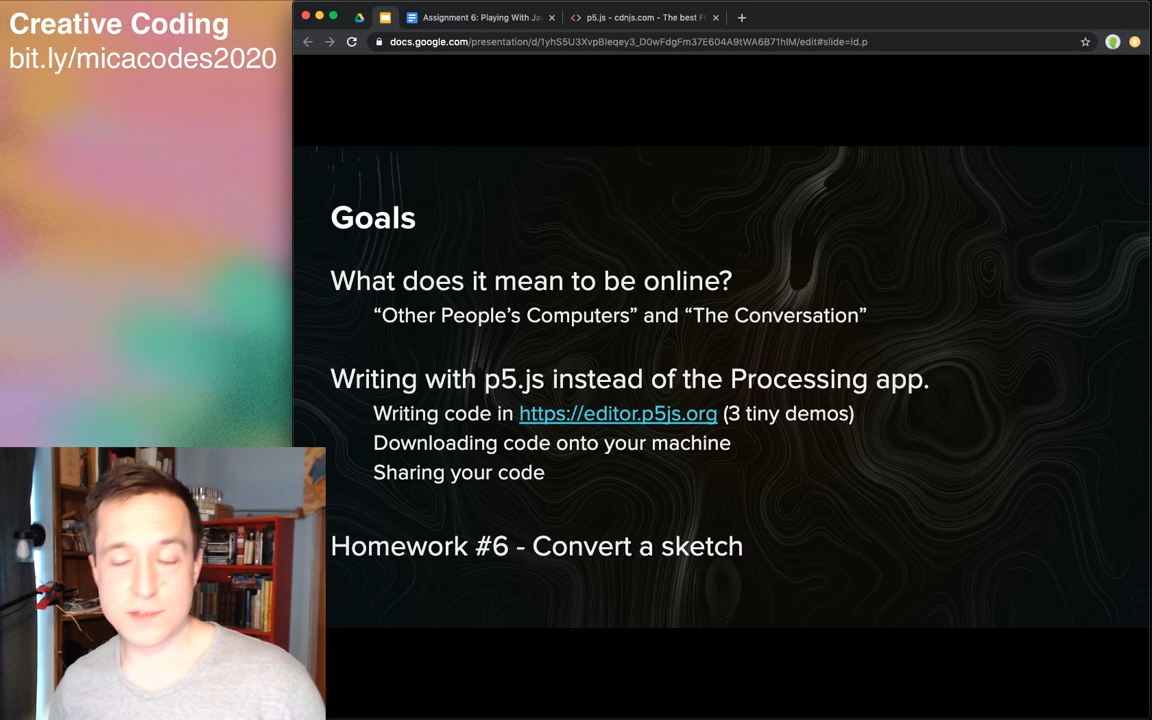 Creative Coding
bit.ly/micacodes2020
Assignment 6: Playing With Ja
p5.js - cdnjs.com - The best F
docs.google.com/presentation/d/1yhS5U3XvpBleqey3_D0wFdgFm37E604A9tWA6B71hlM/edit#slide=id.p
Goals
What does it mean to be online?
“Other People’s Computers” and “The Conversation”
Writing with p5.js instead of the Processing app.
Writing code in https://editor.p5js.org (3 tiny demos)
Downloading code onto your machine
Sharing your code
Homework #6 - Convert a sketch